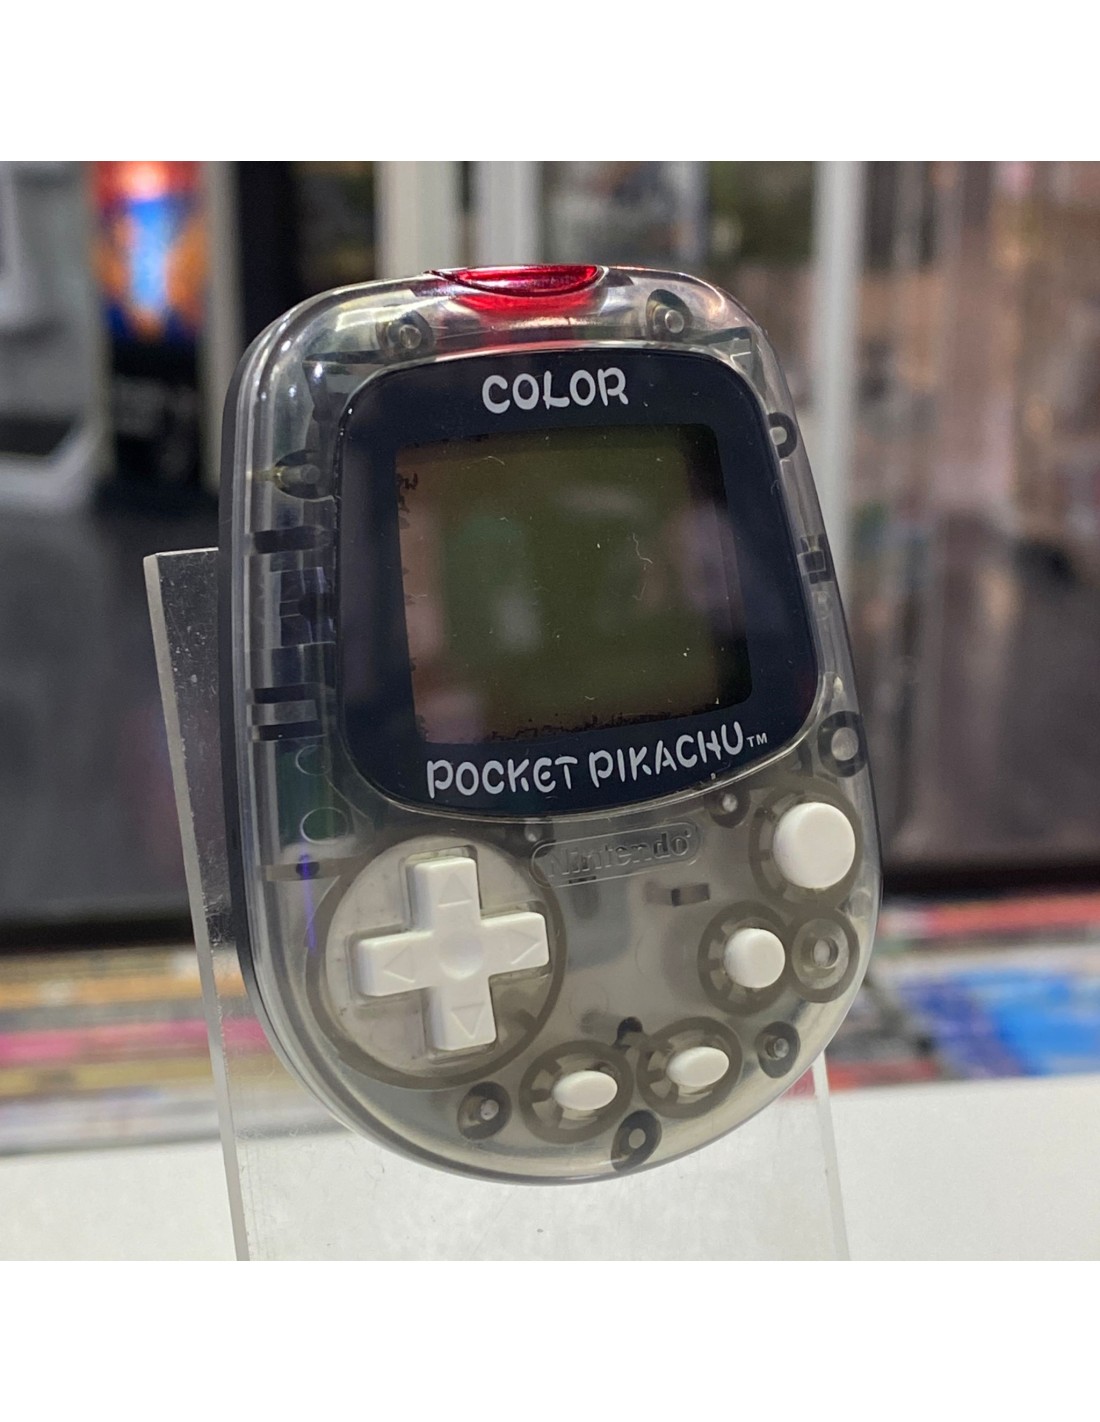 COLOR
POCKET PIKACHU™
Nintendo